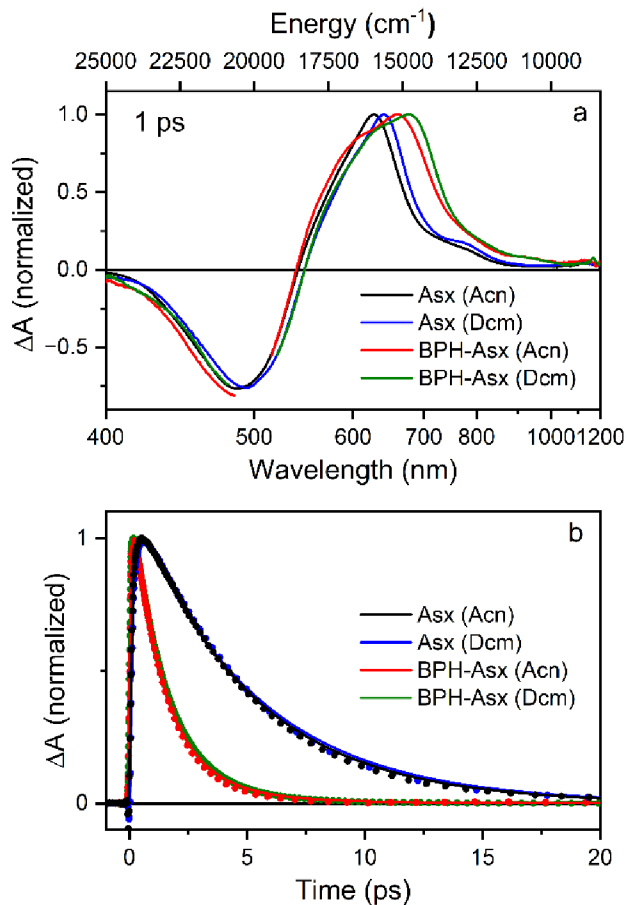 Energy (cm⁻¹)
25000 22500 20000 17500 15000 12500 10000
1 ps
a
1.0
0.5
0.0
−0.5
ΔA (normalized)
Asx (Acn)
Asx (Dcm)
BPH-Asx (Acn)
BPH-Asx (Dcm)
400 500 600 700 800 1000 1200
Wavelength (nm)
b
1
0
ΔA (normalized)
Asx (Acn)
Asx (Dcm)
BPH-Asx (Acn)
BPH-Asx (Dcm)
0 5 10 15 20
Time (ps)